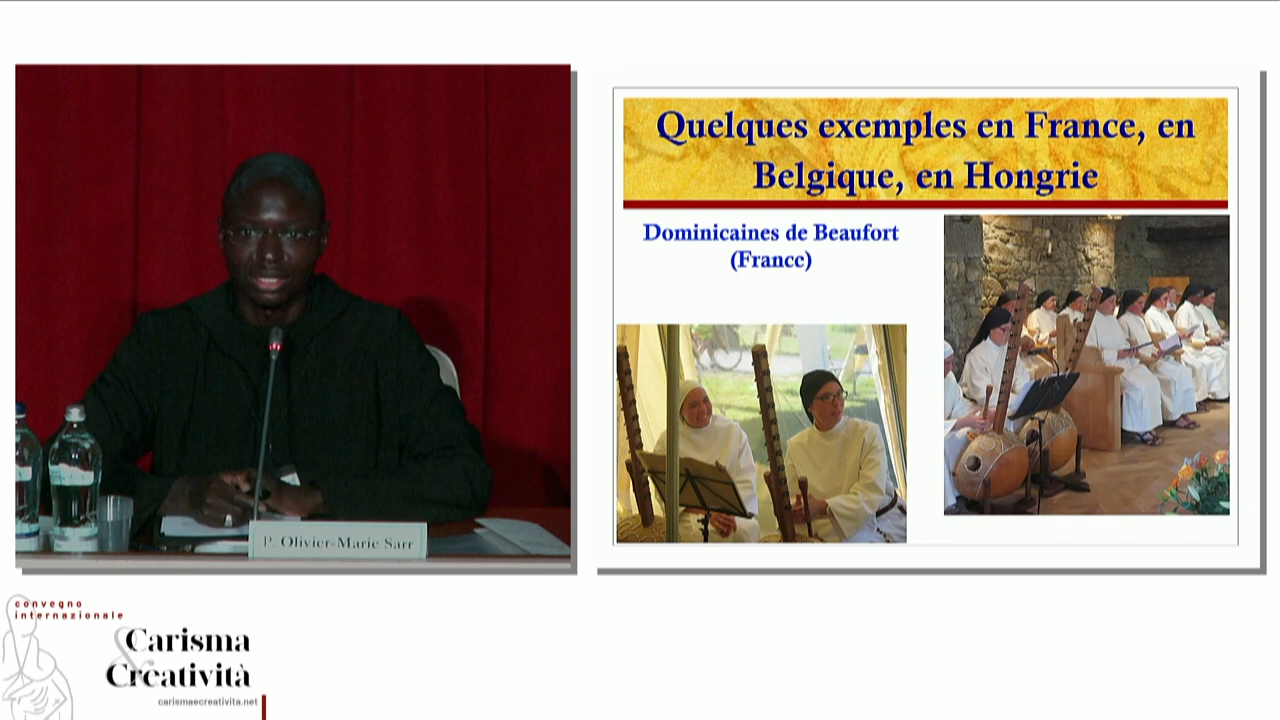 Quelques exemples en France, en
Belgique, en Hongrie
Dominicaines de Beaufort
(France)
P. Olivier-Marie Sarr
convegno
internazionale
Carisma
&
Creatività
carismaecreativita.net